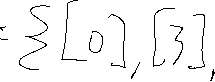 = { [0], [3],